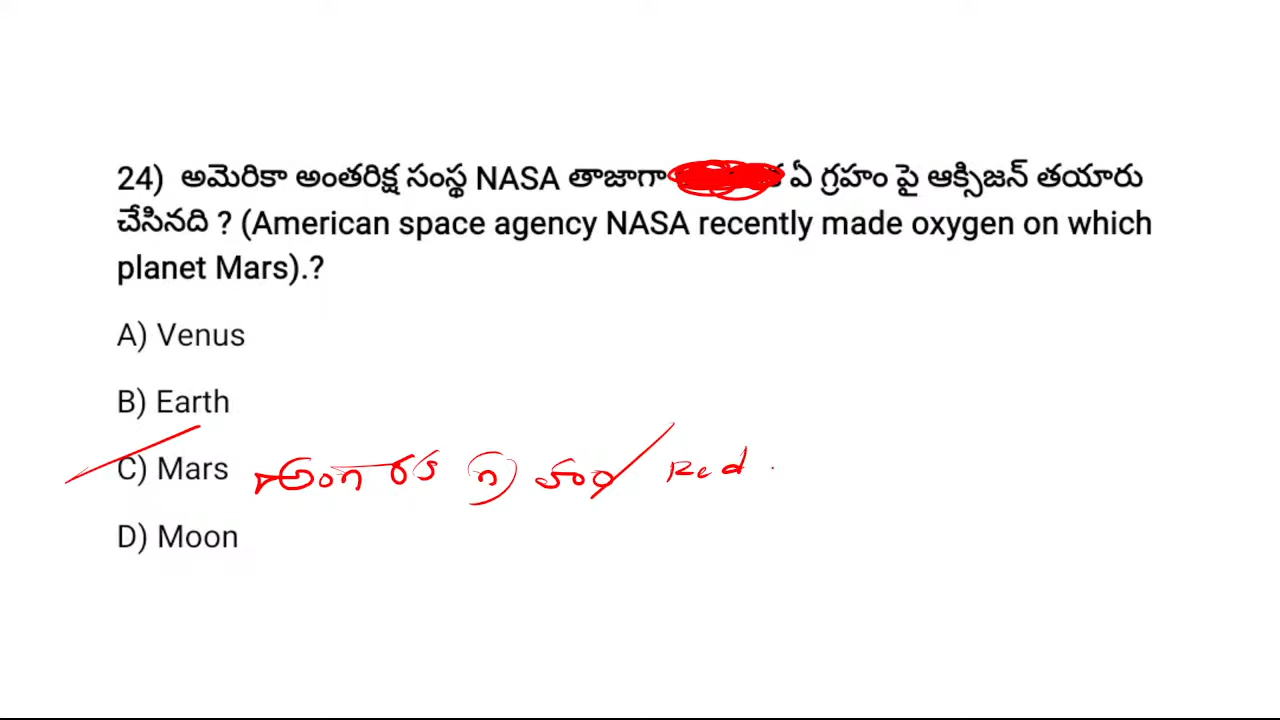 24) అమెరికా అంతరిక్ష సంస్థ NASA తాజాగా ఏ గ్రహం పై ఆక్సిజన్ తయారు
చేసినది ? (American space agency NASA recently made oxygen on which
planet Mars).?
A) Venus
B) Earth
C) Mars అంగారక గ్రహం / Red
D) Moon